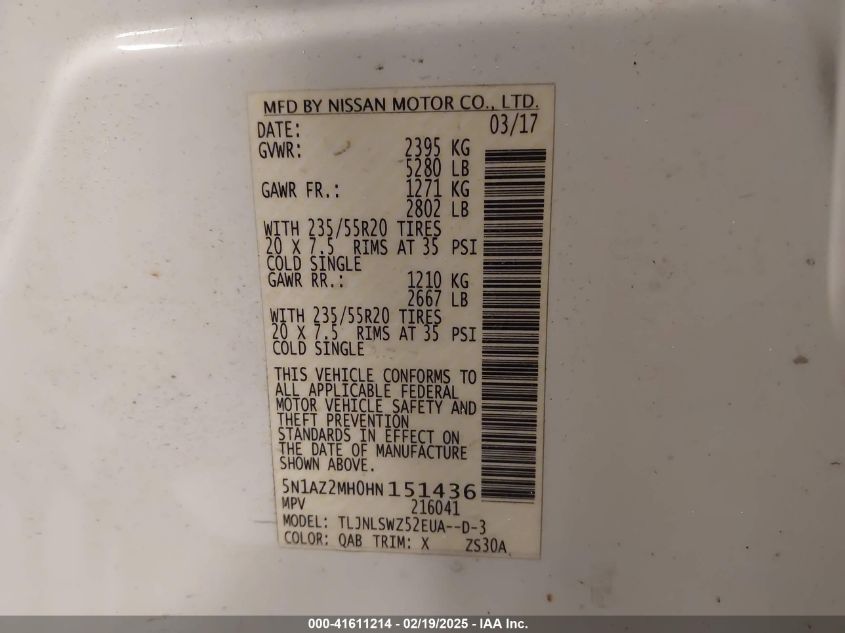 MFD BY NISSAN MOTOR CO., LTD.
DATE: 03/17
GVWR: 2395 KG
5280 LB
GAWR FR.: 1271 KG
2802 LB
WITH 235/55R20 TIRES
20 X 7.5 RIMS AT 35 PSI
COLD SINGLE
GAWR RR.: 1210 KG
2667 LB
WITH 235/55R20 TIRES
20 X 7.5 RIMS AT 35 PSI
COLD SINGLE
THIS VEHICLE CONFORMS TO
ALL APPLICABLE FEDERAL
MOTOR VEHICLE SAFETY AND
THEFT PREVENTION
STANDARDS IN EFFECT ON
THE DATE OF MANUFACTURE
SHOWN ABOVE.
5N1AZ2MH0HN151436
MPV 216041
MODEL: TLJNLSWZ52EUA--D-3
COLOR: QAB TRIM: X ZS30A
000-41611214 - 02/19/2025 - IAA Inc.